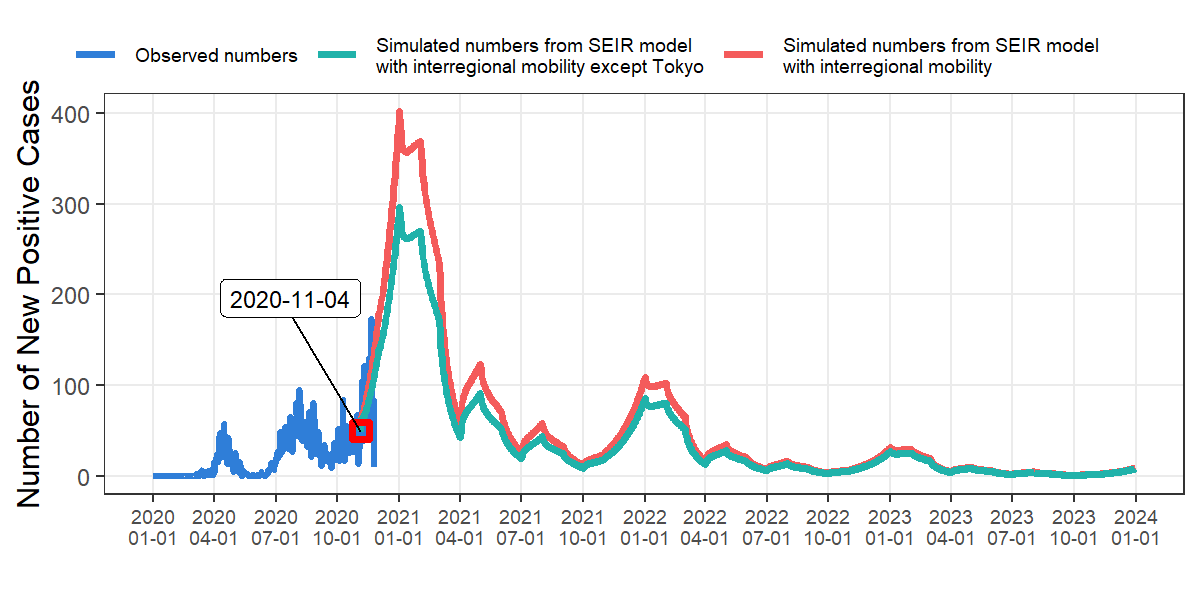 Observed numbers
Simulated numbers from SEIR model
with interregional mobility except Tokyo
Simulated numbers from SEIR model
with interregional mobility
Number of New Positive Cases
400
300
200
100
0
2020-11-04
2020 2020 2020 2020 2021 2021 2021 2021 2022 2022 2022 2022 2023 2023 2023 2023 2024
01-01 04-01 07-01 10-01 01-01 04-01 07-01 10-01 01-01 04-01 07-01 10-01 01-01 04-01 07-01 10-01 01-01